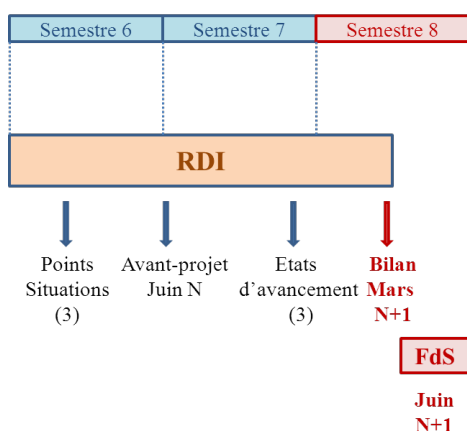 Semestre 6 Semestre 7 Semestre 8
RDI
Points
Situations
(3)
Avant-projet
Juin N
Etats
d'avancement
(3)
Bilan
Mars
N+1
FdS
Juin
N+1